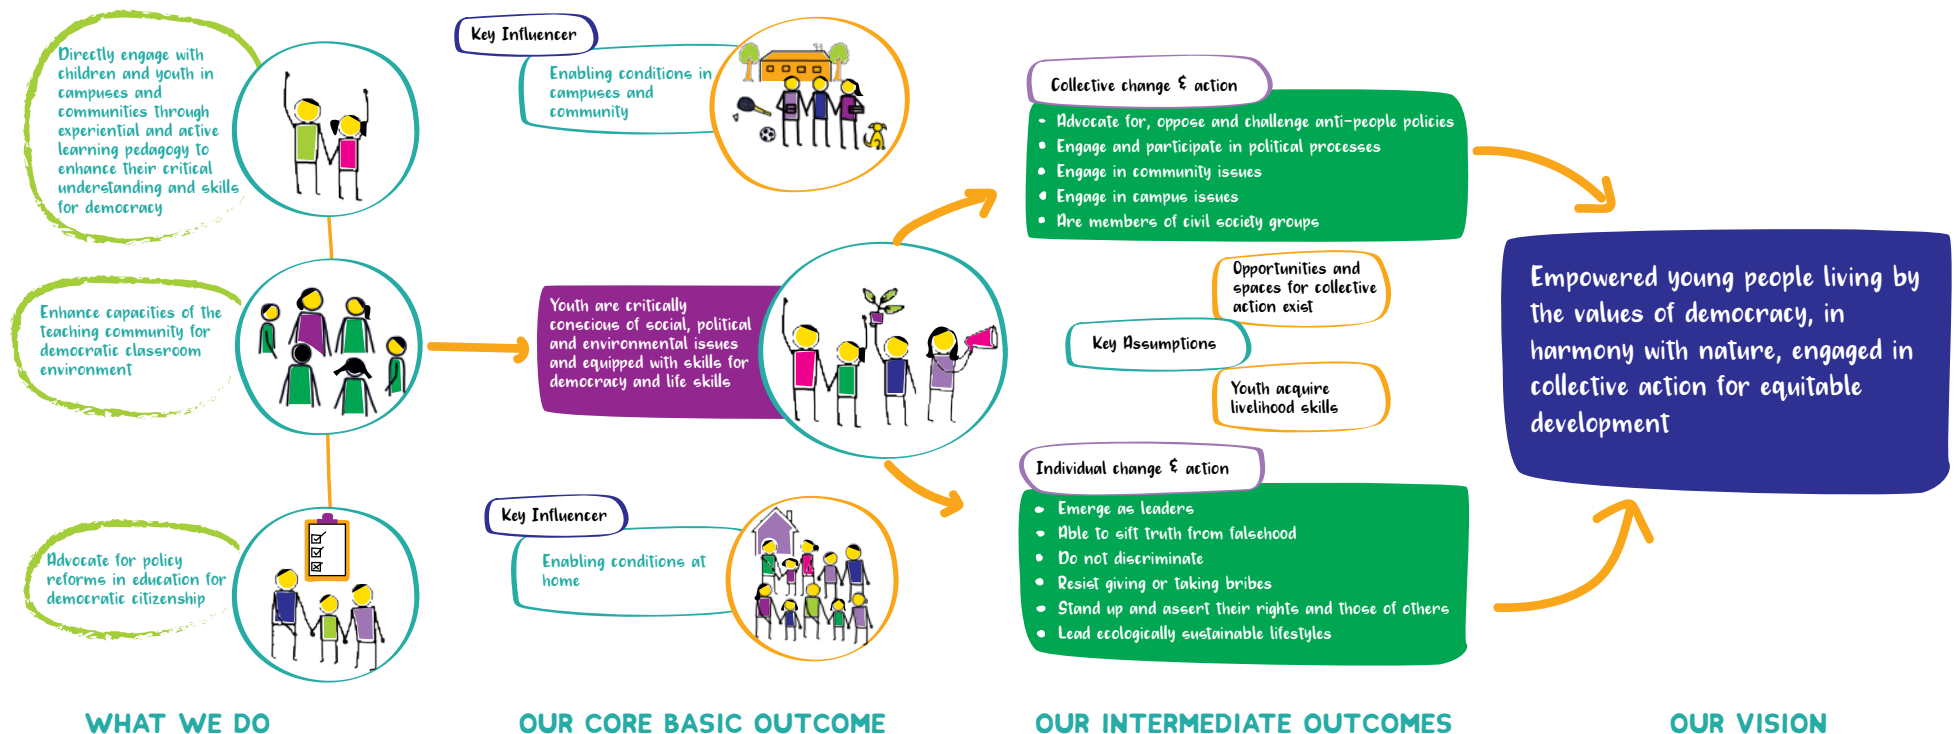 Directly engage with
children and youth in
campuses and
communities through
experiential and active
learning pedagogy to
enhance their critical
understanding and skills
for democracy
Enhance capacities of the
teaching community for
democratic classroom
environment
Advocate for policy
reforms in education for
democratic citizenship
WHAT WE DO
Key Influencer
Enabling conditions in
campuses and
community
Youth are critically
conscious of social, political
and environmental issues
and equipped with skills for
democracy and life skills
Key Influencer
Enabling conditions at
home
OUR CORE BASIC OUTCOME
Collective change & action
• Advocate for, oppose and challenge anti-people policies
• Engage and participate in political processes
• Engage in community issues
• Engage in campus issues
• Are members of civil society groups
Opportunities and
spaces for collective
action exist
Key Assumptions
Youth acquire
livelihood skills
Individual change & action
• Emerge as leaders
• Able to sift truth from falsehood
• Do not discriminate
• Resist giving or taking bribes
• Stand up and assert their rights and those of others
• Lead ecologically sustainable lifestyles
OUR INTERMEDIATE OUTCOMES
Empowered young people living by
the values of democracy, in
harmony with nature, engaged in
collective action for equitable
development
OUR VISION